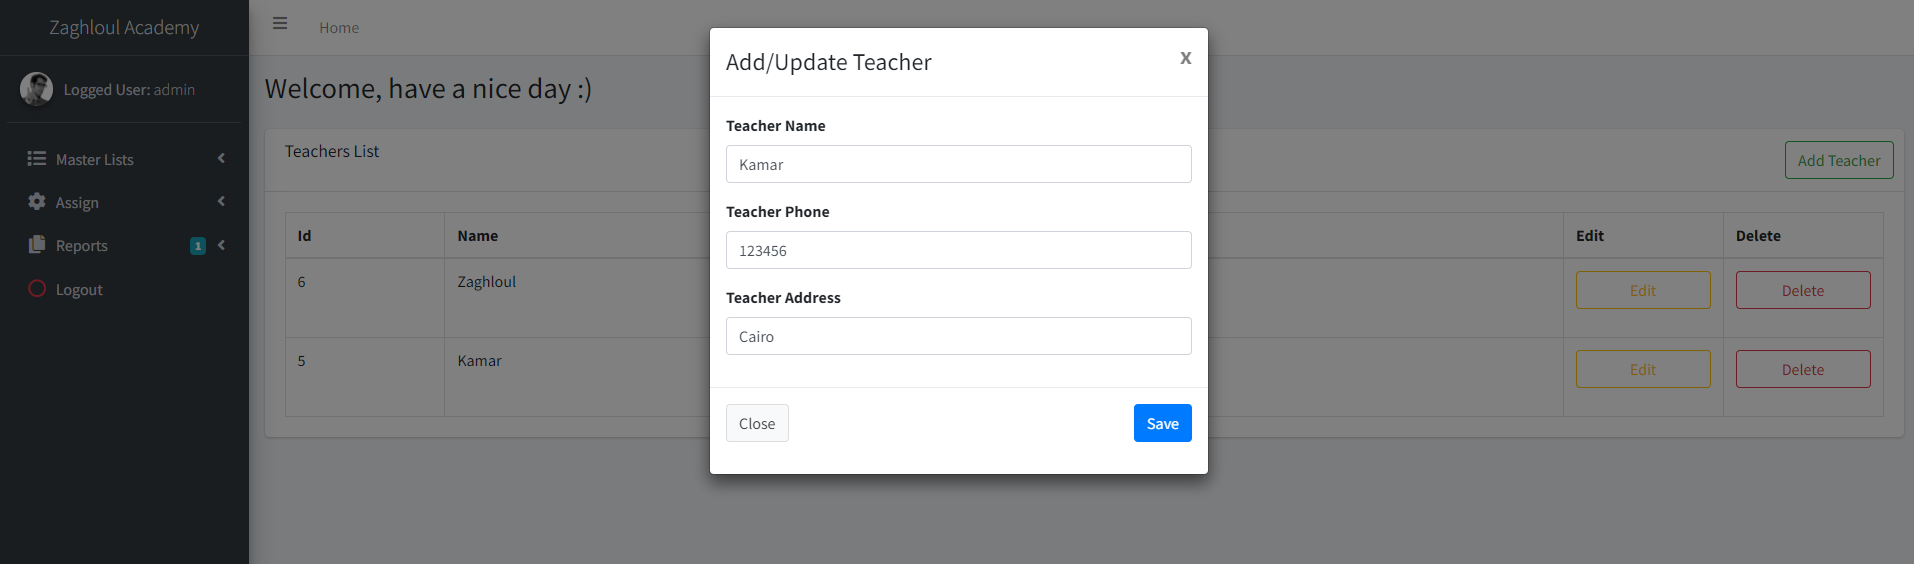 Zaghloul Academy
Home
Logged User: admin
Master Lists
Assign
Reports 1
Logout
Welcome, have a nice day :)
Teachers List
Add Teacher
Id Name Edit Delete
6 Zaghloul Edit Delete
5 Kamar Edit Delete
Add/Update Teacher
x
Teacher Name
Kamar
Teacher Phone
123456
Teacher Address
Cairo
Close Save